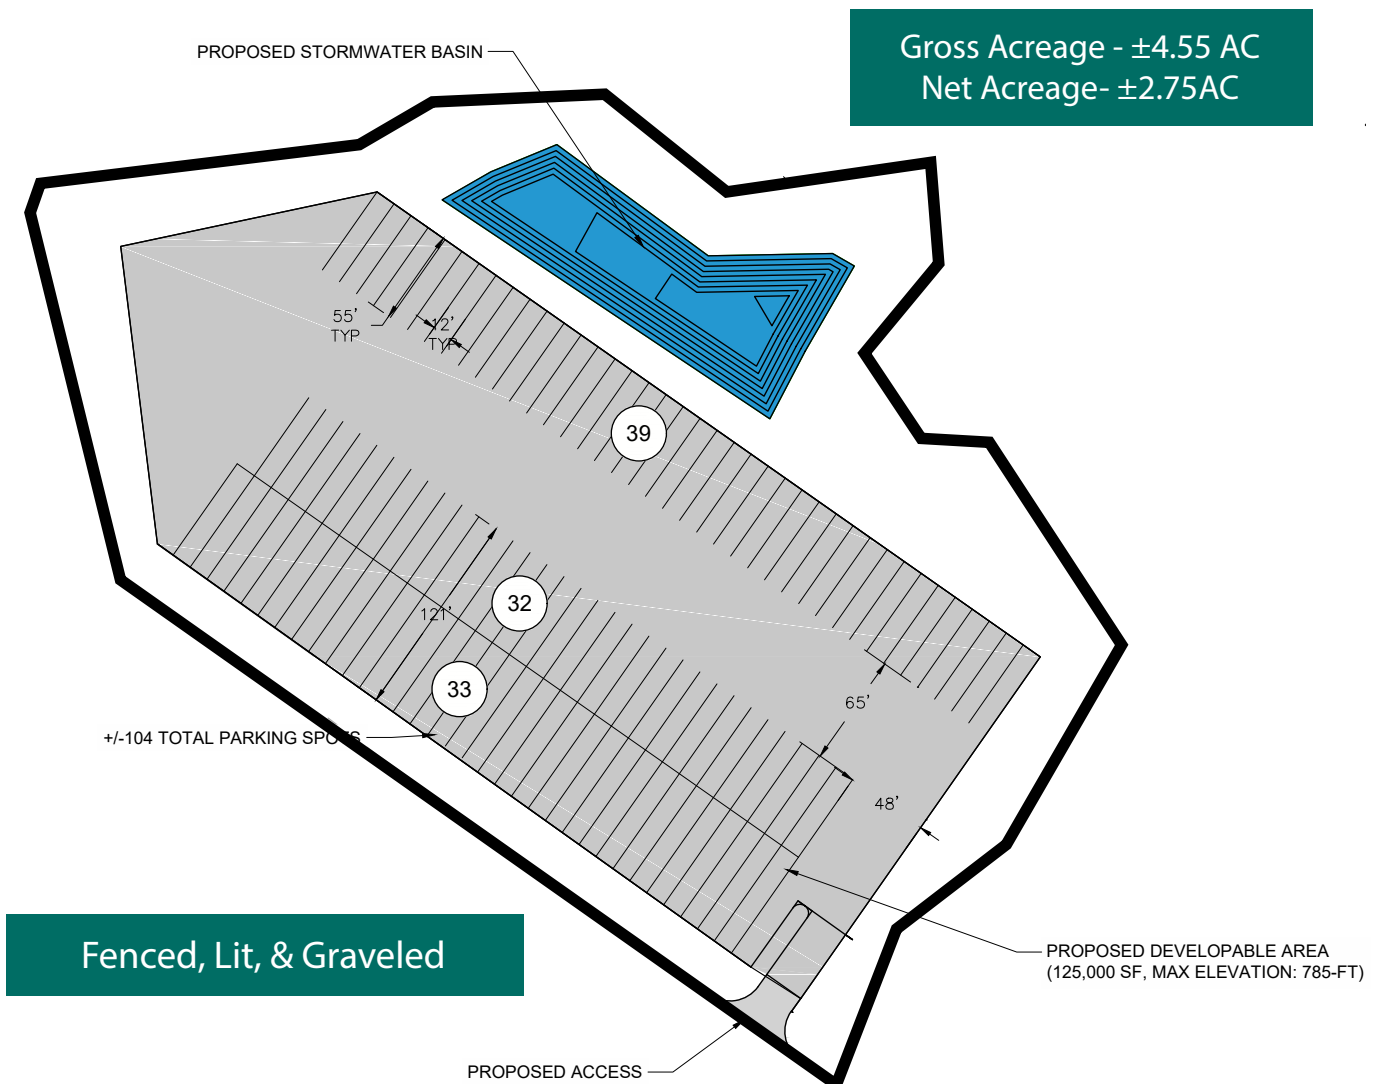 PROPOSED STORMWATER BASIN
Gross Acreage - ±4.55 AC
Net Acreage- ±2.75AC
55'
TYP
12'
TYP
39
32
121'
33
65'
+/-104 TOTAL PARKING SPOTS
48'
Fenced, Lit, & Graveled
PROPOSED DEVELOPABLE AREA
(125,000 SF, MAX ELEVATION: 785-FT)
PROPOSED ACCESS